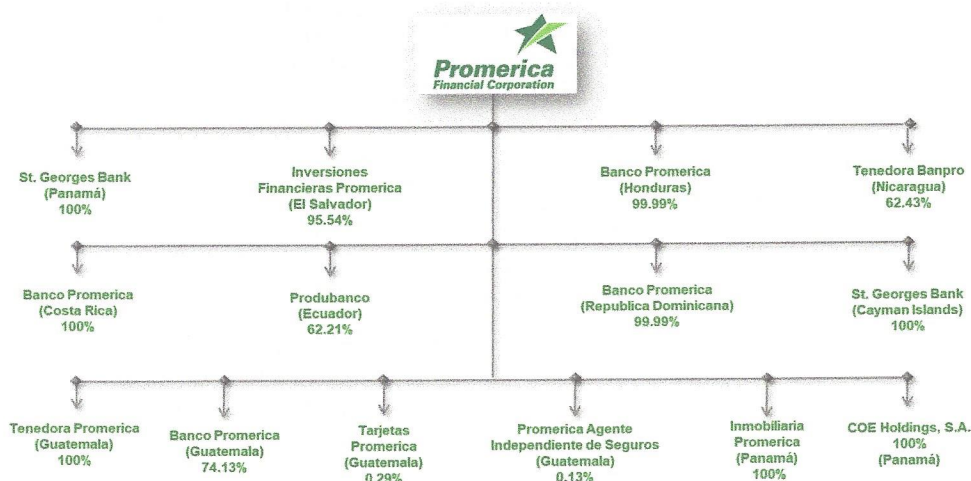 Promerica
Financial Corporation
St. Georges Bank
(Panamá)
100%
Inversiones
Financieras Promerica
(El Salvador)
95.54%
Banco Promerica
(Honduras)
99.99%
Tenedora Banpro
(Nicaragua)
62.43%
Banco Promerica
(Costa Rica)
100%
Produbanco
(Ecuador)
62.21%
Banco Promerica
(Republica Dominicana)
99.99%
St. Georges Bank
(Cayman Islands)
100%
Tenedora Promerica
(Guatemala)
100%
Banco Promerica
(Guatemala)
74.13%
Tarjetas
Promerica
(Guatemala)
0.29%
Promerica Agente
Independiente de Seguros
(Guatemala)
0.13%
Inmobiliaria
Promerica
(Panamá)
100%
COE Holdings, S.A.
100%
(Panamá)